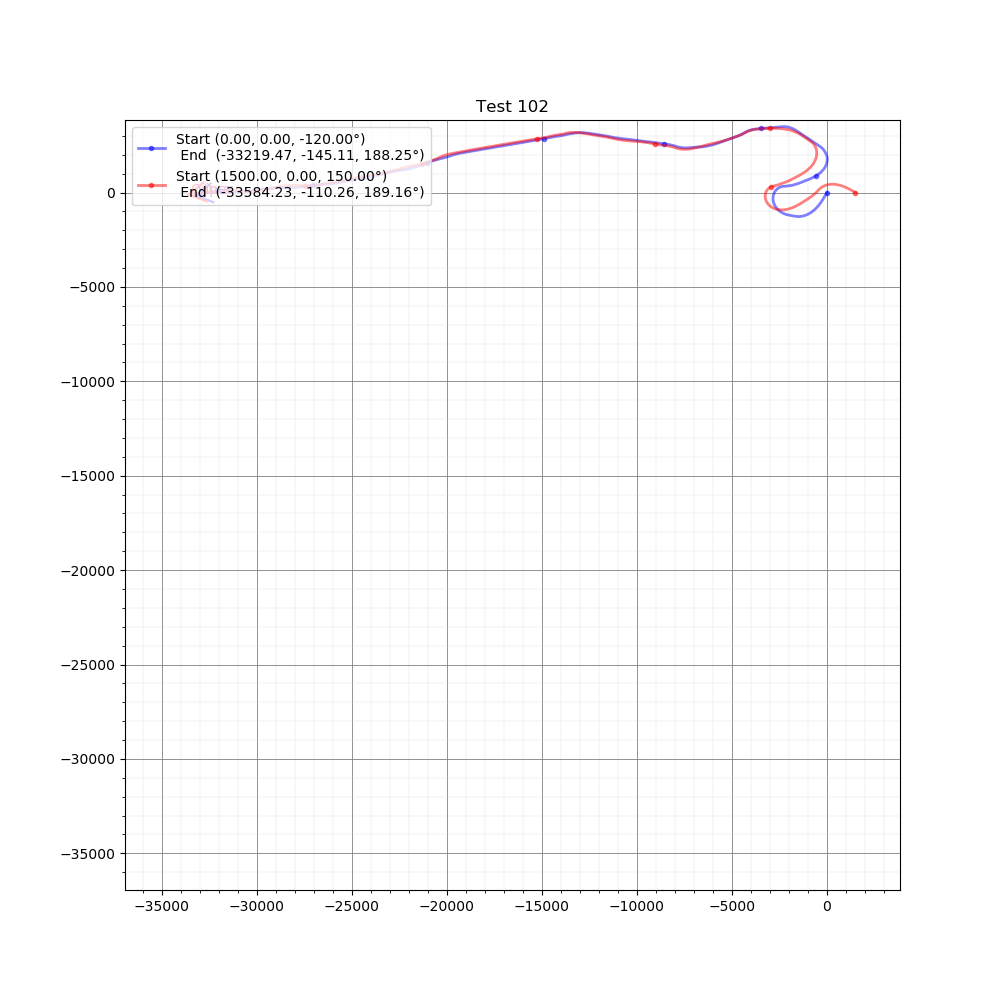 Test 102
Start (0.00, 0.00, -120.00°)
End (-33219.47, -145.11, 188.25°)
Start (1500.00, 0.00, 150.00°)
End (-33584.23, -110.26, 189.16°)
0
−5000
−10000
−15000
−20000
−25000
−30000
−35000
−35000 −30000 −25000 −20000 −15000 −10000 −5000 0